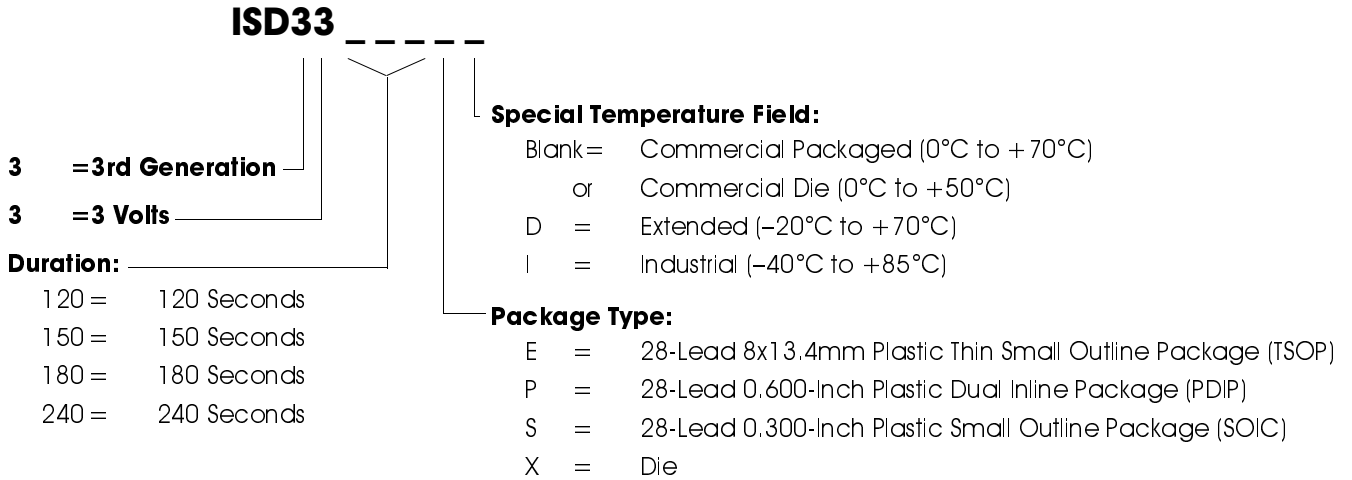 ISD33 _ _ _ _ _
3 =3rd Generation
3 =3 Volts
Duration:
120 = 120 Seconds
150 = 150 Seconds
180 = 180 Seconds
240 = 240 Seconds
Special Temperature Field:
Blank= Commercial Packaged (0°C to +70°C)
or Commercial Die (0°C to +50°C)
D = Extended (–20°C to +70°C)
I = Industrial (–40°C to +85°C)
Package Type:
E = 28-Lead 8x13.4mm Plastic Thin Small Outline Package (TSOP)
P = 28-Lead 0.600-Inch Plastic Dual Inline Package (PDIP)
S = 28-Lead 0.300-Inch Plastic Small Outline Package (SOIC)
X = Die